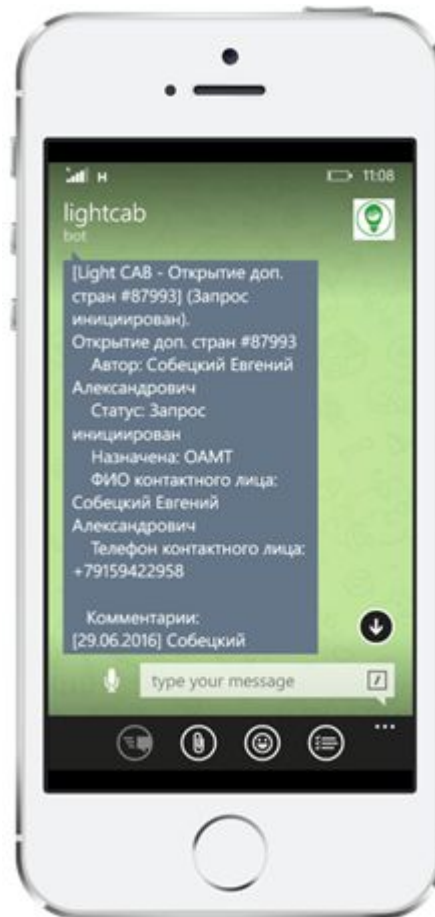 H 11:08
lightcab
bot
[Light CAB - Открытие доп.
стран #87993] (Запрос
инициирован).
Открытие доп. стран #87993
Автор: Собецкий Евгений
Александрович
Статус: Запрос
инициирован
Назначена: ОАМТ
ФИО контактного лица:
Собецкий Евгений
Александрович
Телефон контактного лица:
+79159422958
Комментарии:
[29.06.2016] Собецкий
type your message